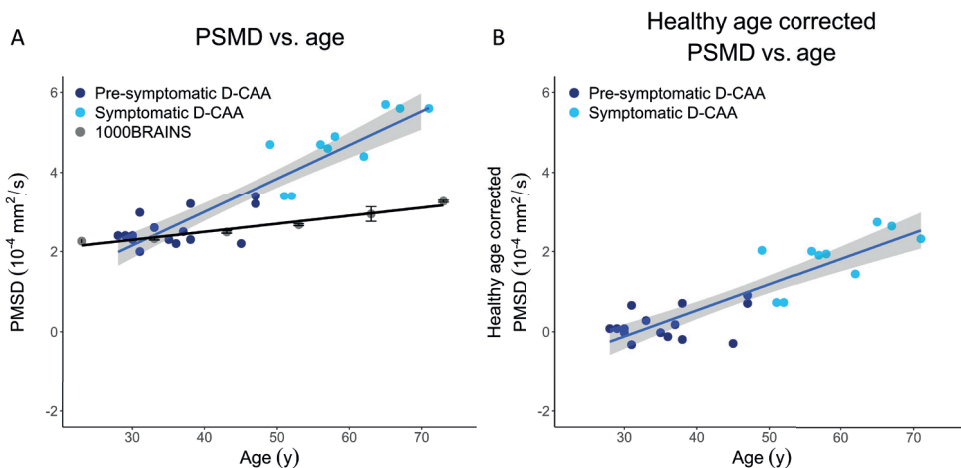 A
PSMD vs. age
Pre-symptomatic D-CAA
Symptomatic D-CAA
1000BRAINS
PMSD (10⁻⁴ mm²/s)
6
4
2
0
-2
30
40
50
60
70
Age (y)
B
Healthy age corrected
PSMD vs. age
Pre-symptomatic D-CAA
Symptomatic D-CAA
Healthy age corrected
PMSD (10⁻⁴ mm²/s)
6
4
2
0
-2
30
40
50
60
70
Age (y)